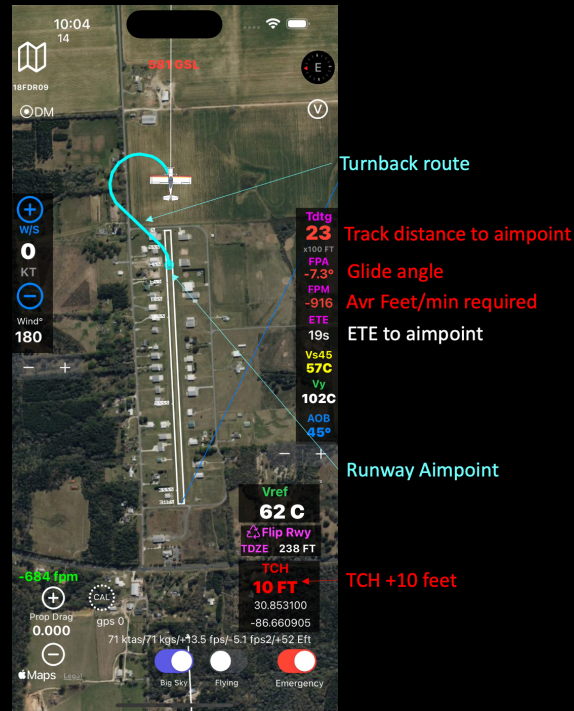 10:04
14
591 GSL
E
18FDR09
DM
V
Turnback route
W/S
0
KT
Wind°
180
Tdtg
23
x100 FT
Track distance to aimpoint
FPA
-7.3°
Glide angle
FPM
-916
Avr Feet/min required
ETE
19s
ETE to aimpoint
Vs45
57C
Vy
102C
AOB
45°
Runway Aimpoint
Vref
62 C
Flip Rwy
TDZE 238 FT
TCH
10 FT
TCH +10 feet
30.853100
-86.660905
-684 fpm
CAL
gps 0
Prop Drag
0.000
71 ktas/71 kgs/+13.5 fps/-5.1 fps2/+52 Eft
Maps Legal
Big Sky
Flying
Emergency